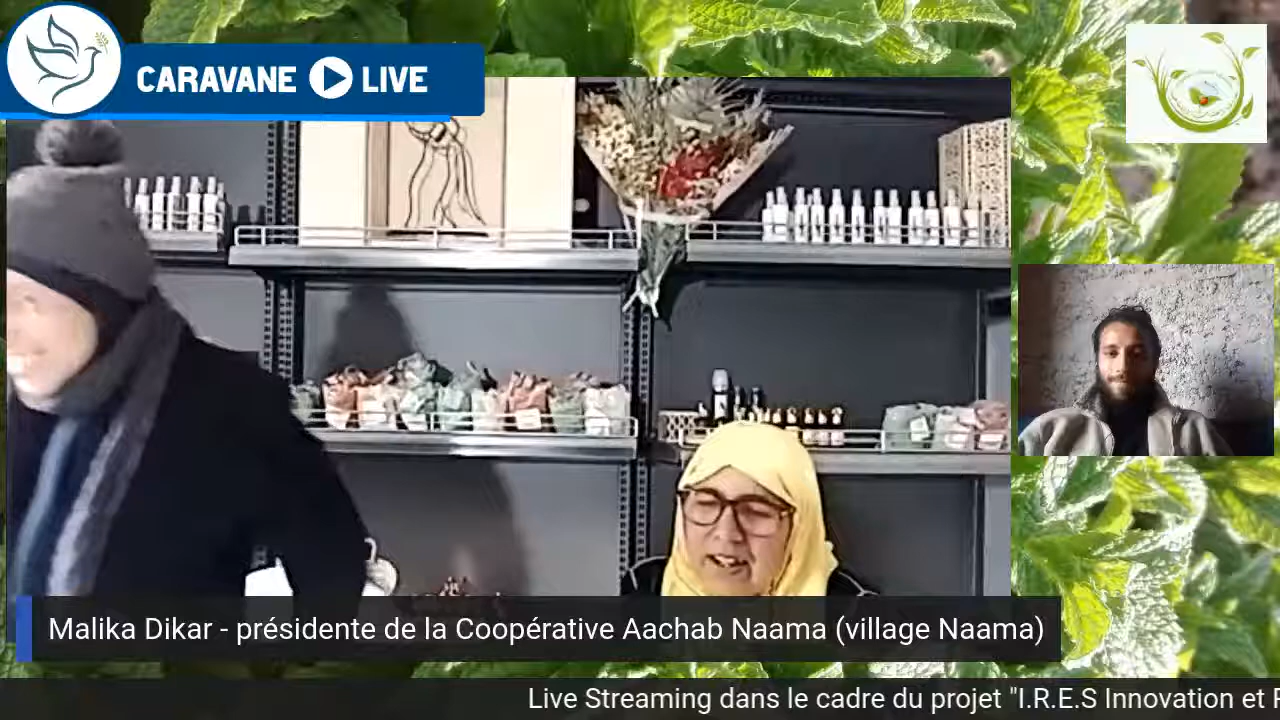 CARAVANE LIVE
Malika Dikar - présidente de la Coopérative Aachab Naama (village Naama)
Live Streaming dans le cadre du projet "I.R.E.S Innovation et